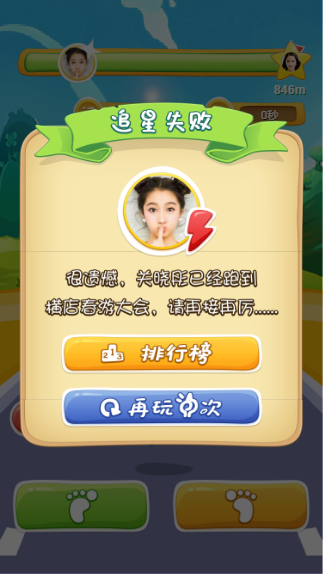 846m
0秒
追星失败
很遗憾，关晓彤已经跑到
横店春游大会，请再接再厉......
排行榜
再玩一次